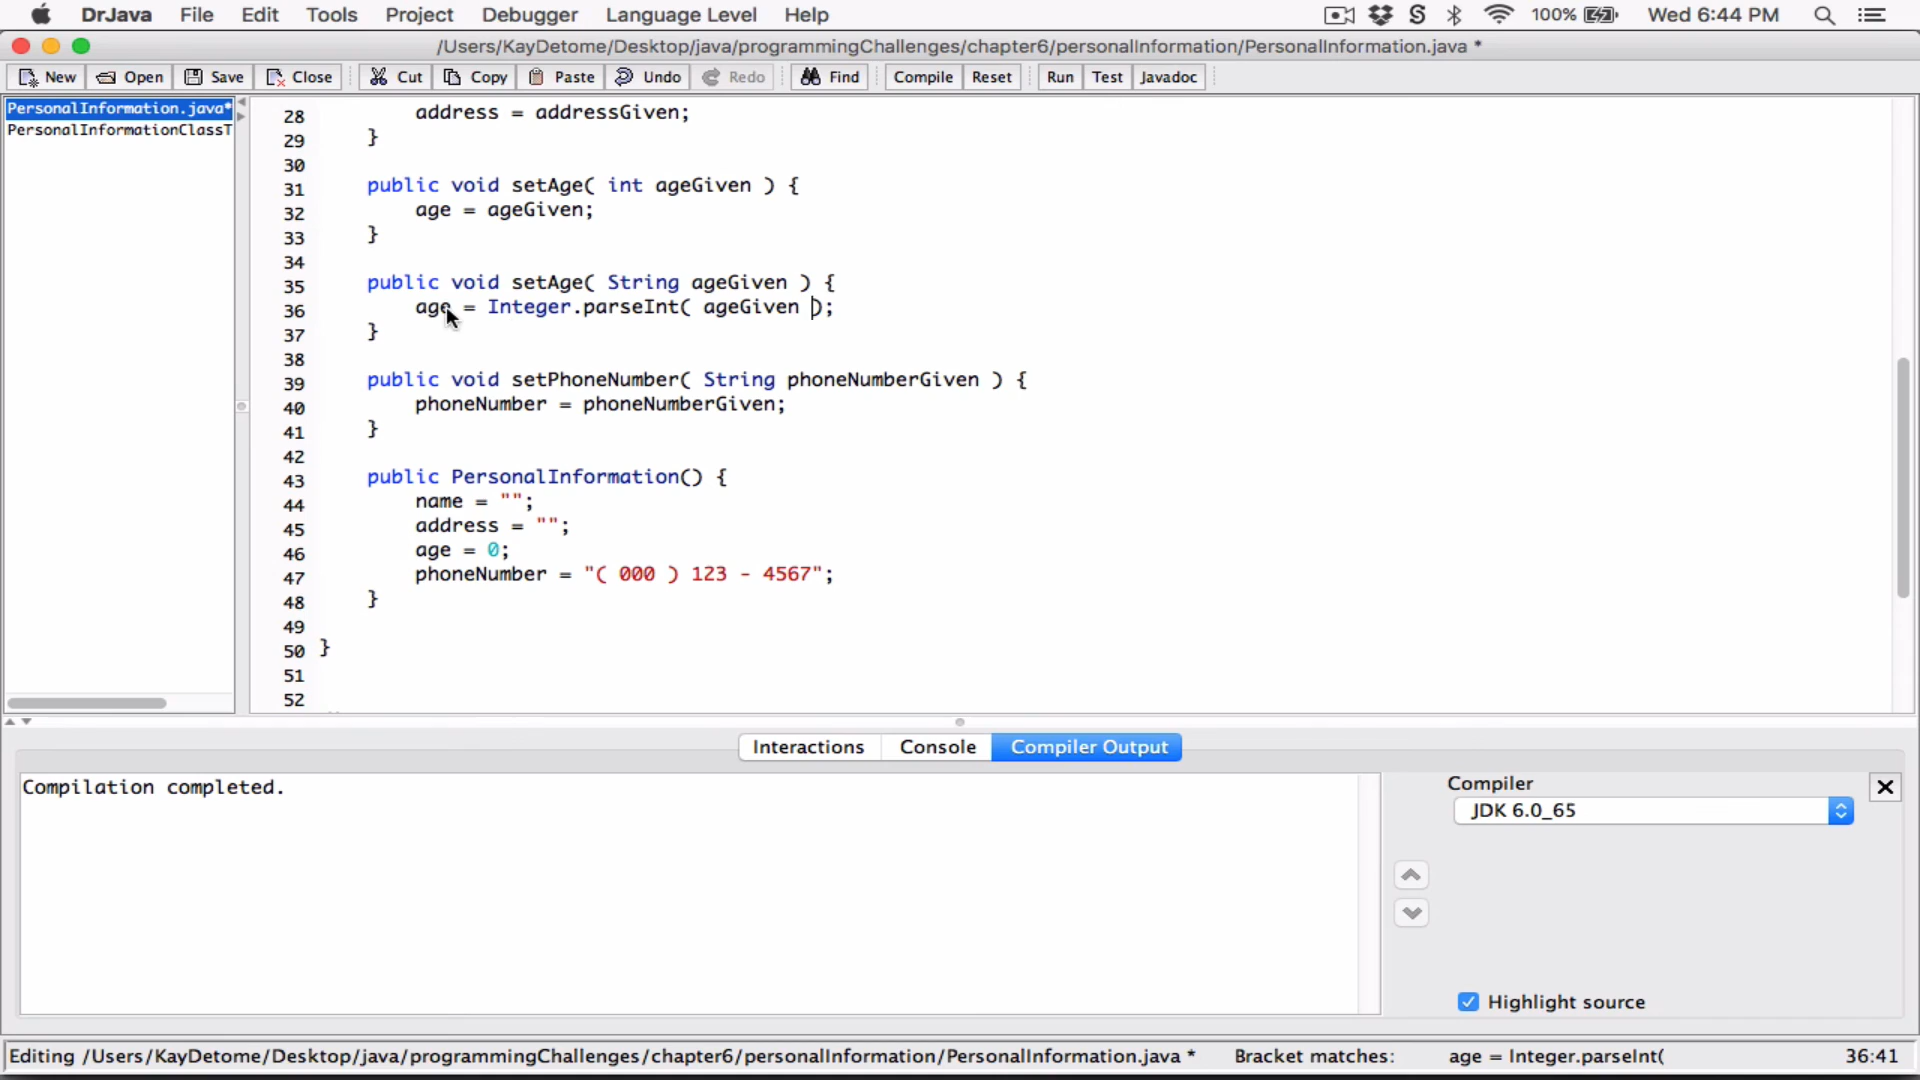 DrJava File Edit Tools Project Debugger Language Level Help 100% Wed 6:44 PM
/Users/KayDetome/Desktop/java/programmingChallenges/chapter6/personalInformation/PersonalInformation.java *
New Open Save Close Cut Copy Paste Undo Redo Find Compile Reset Run Test Javadoc
PersonalInformation.java*
PersonalInformationClassT
28 address = addressGiven;
29 }
30
31 public void setAge( int ageGiven ) {
32 age = ageGiven;
33 }
34
35 public void setAge( String ageGiven ) {
36 age = Integer.parseInt( ageGiven );
37 }
38
39 public void setPhoneNumber( String phoneNumberGiven ) {
40 phoneNumber = phoneNumberGiven;
41 }
42
43 public PersonalInformation() {
44 name = "";
45 address = "";
46 age = 0;
47 phoneNumber = "( 000 ) 123 - 4567";
48 }
49
50 }
51
52
Interactions Console Compiler Output
Compilation completed.
Compiler
JDK 6.0_65
Highlight source
Editing /Users/KayDetome/Desktop/java/programmingChallenges/chapter6/personalInformation/PersonalInformation.java * Bracket matches: age = Integer.parseInt( 36:41